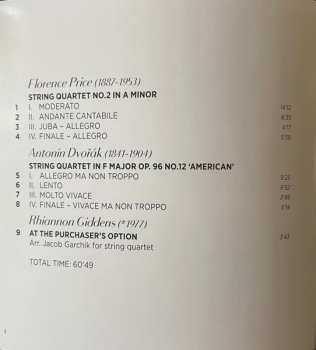 Florence Price (1887-1953)
STRING QUARTET NO.2 IN A MINOR
1 I. MODERATO 14'12
2 II. ANDANTE CANTABILE
3 III. JUBA – ALLEGRO
4 IV. FINALE – ALLEGRO
Antonín Dvořák (1841-1904)
STRING QUARTET IN F MAJOR OP. 96 NO.12 'AMERICAN'
5 I. ALLEGRO MA NON TROPPO
6 II. LENTO
7 III. MOLTO VIVACE
8 IV. FINALE – VIVACE MA NON TROPPO
Rhiannon Giddens (*1977)
9 AT THE PURCHASER'S OPTION
Arr. Jacob Garchik for string quartet
TOTAL TIME: 60'49